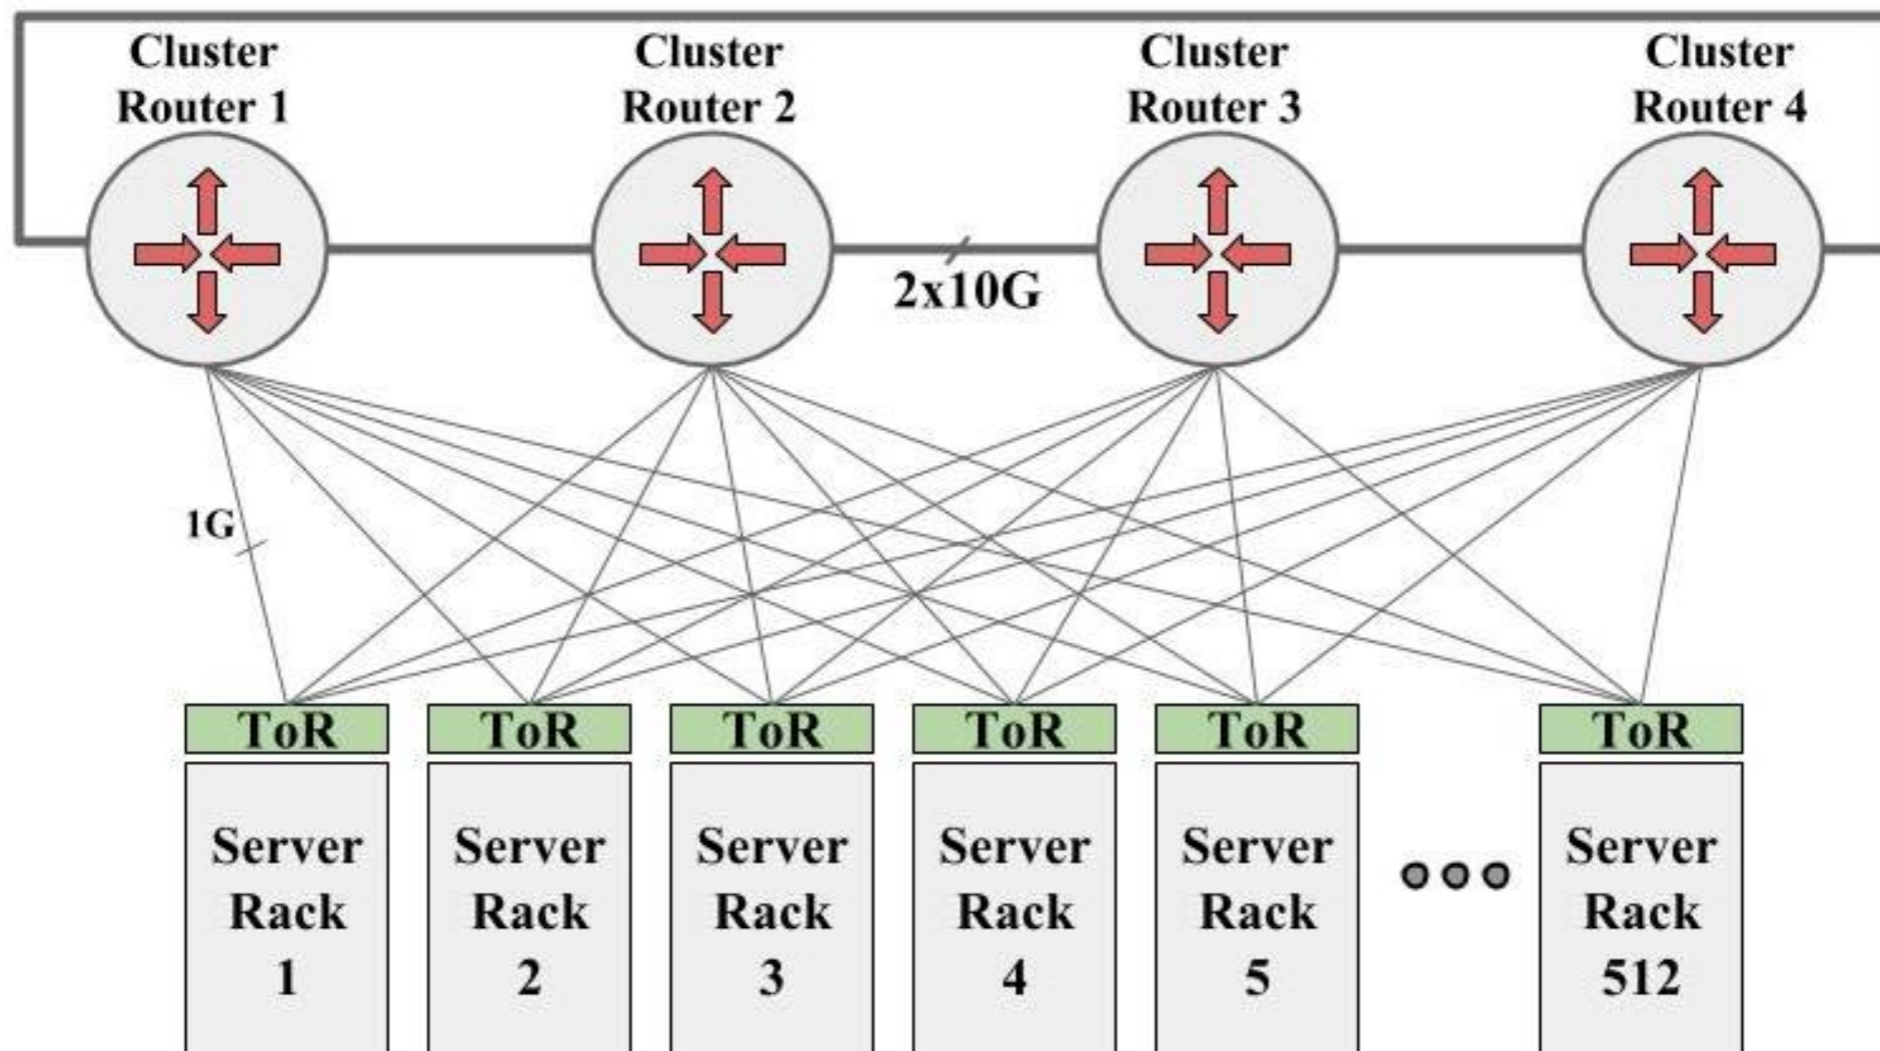 Cluster
Router 1
Cluster
Router 2
Cluster
Router 3
Cluster
Router 4
2x10G
1G
ToR
ToR
ToR
ToR
ToR
ToR
Server
Rack
1
Server
Rack
2
Server
Rack
3
Server
Rack
4
Server
Rack
5
Server
Rack
512